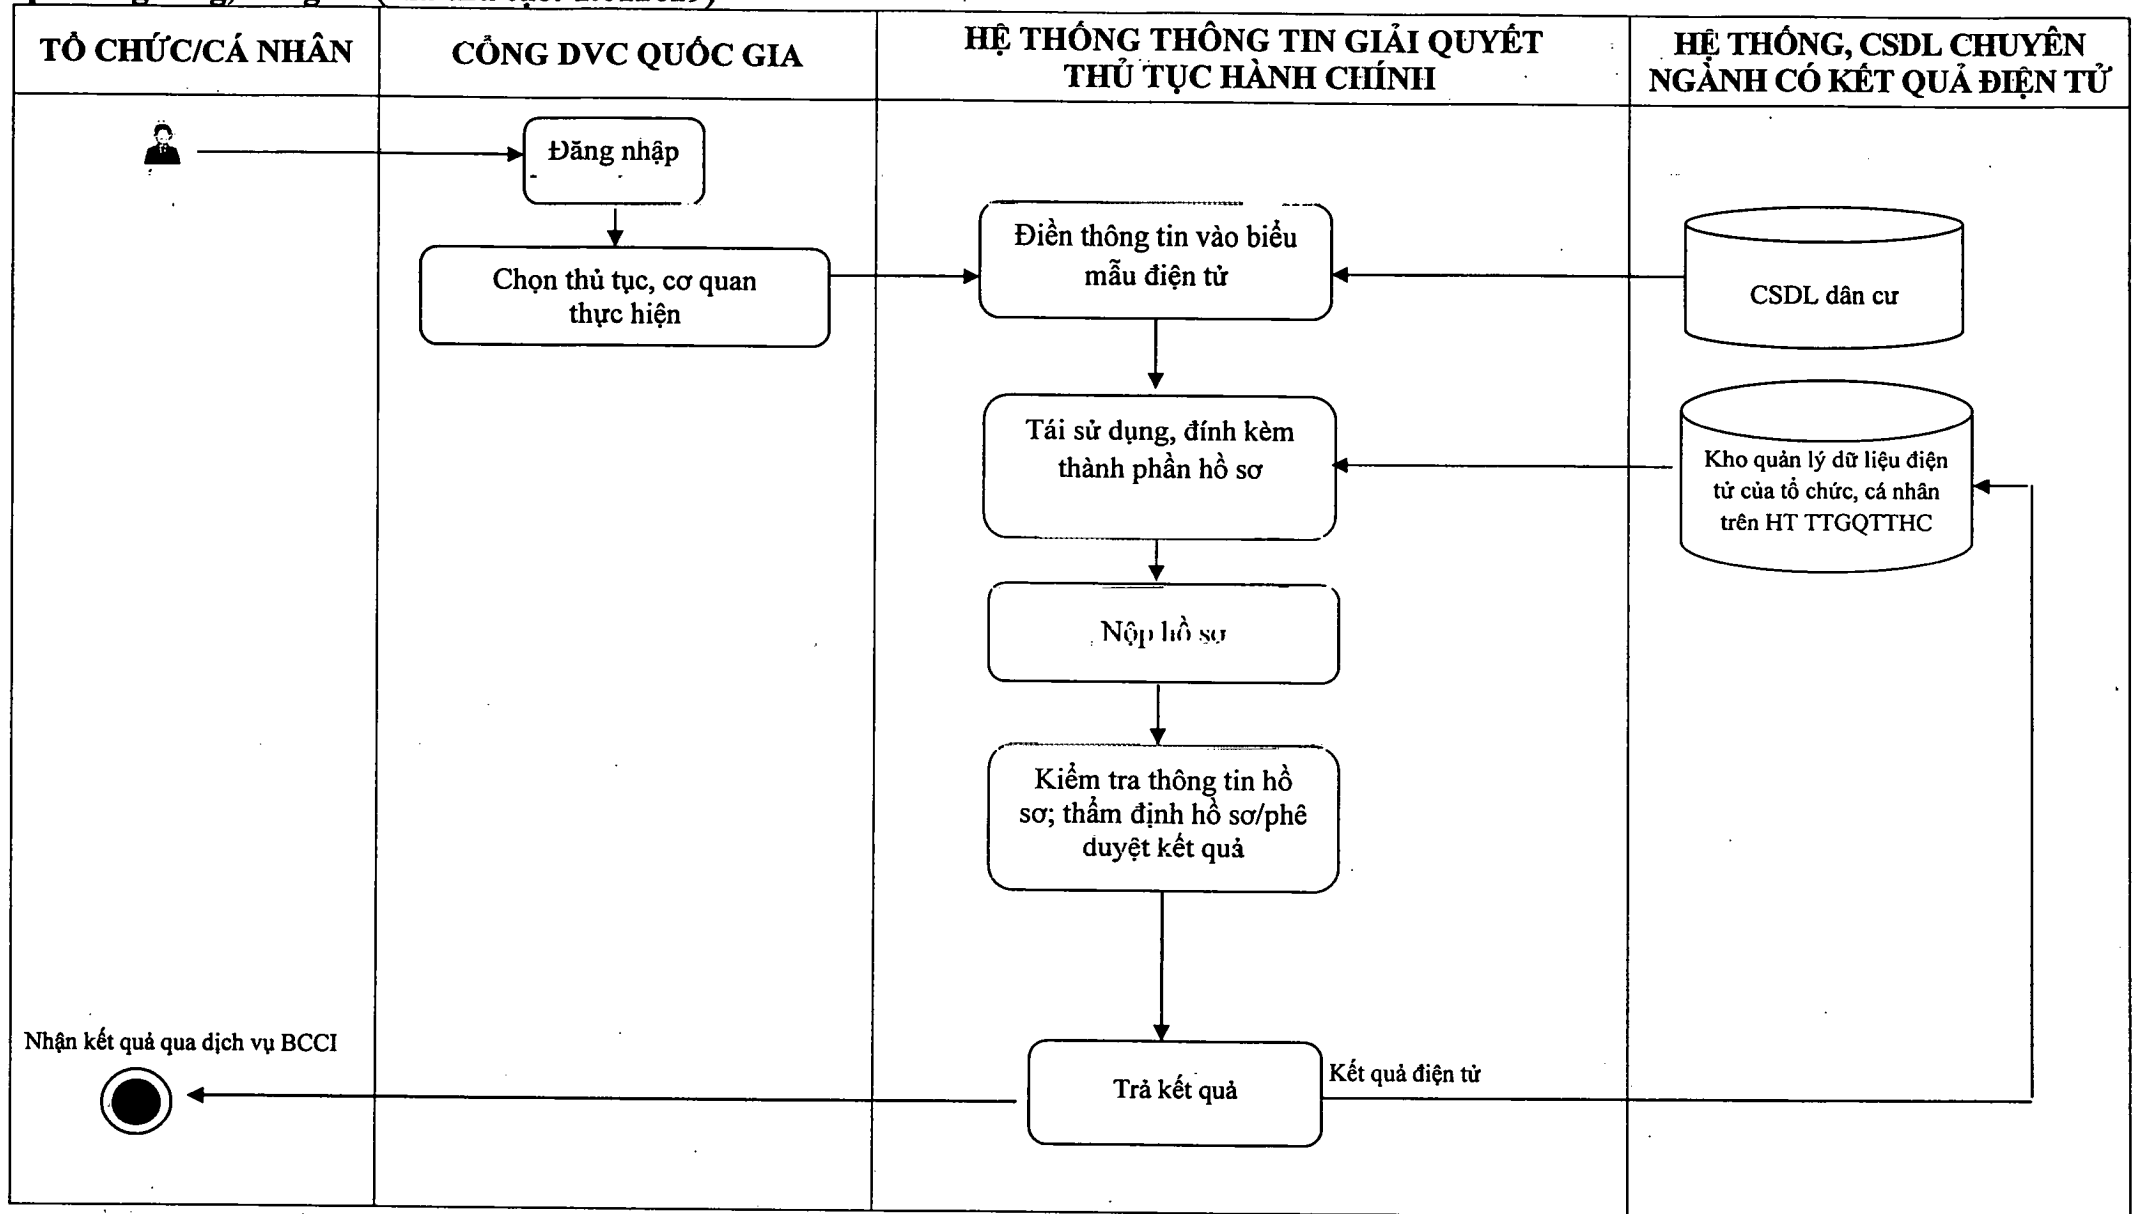 TỔ CHỨC/CÁ NHÂN
CỔNG DVC QUỐC GIA
HỆ THỐNG THÔNG TIN GIẢI QUYẾT
THỦ TỤC HÀNH CHÍNH
HỆ THỐNG, CSDL CHUYÊN
NGÀNH CÓ KẾT QUẢ ĐIỆN TỬ
Đăng nhập
Chọn thủ tục, cơ quan
thực hiện
Điền thông tin vào biểu
mẫu điện tử
CSDL dân cư
Tái sử dụng, đính kèm
thành phần hồ sơ
Kho quản lý dữ liệu điện
tử của tổ chức, cá nhân
trên HT TTGQTTHC
Nộp hồ sơ
Kiểm tra thông tin hồ
sơ; thẩm định hồ sơ/phê
duyệt kết quả
Nhận kết quả qua dịch vụ BCCI
Trả kết quả
Kết quả điện tử